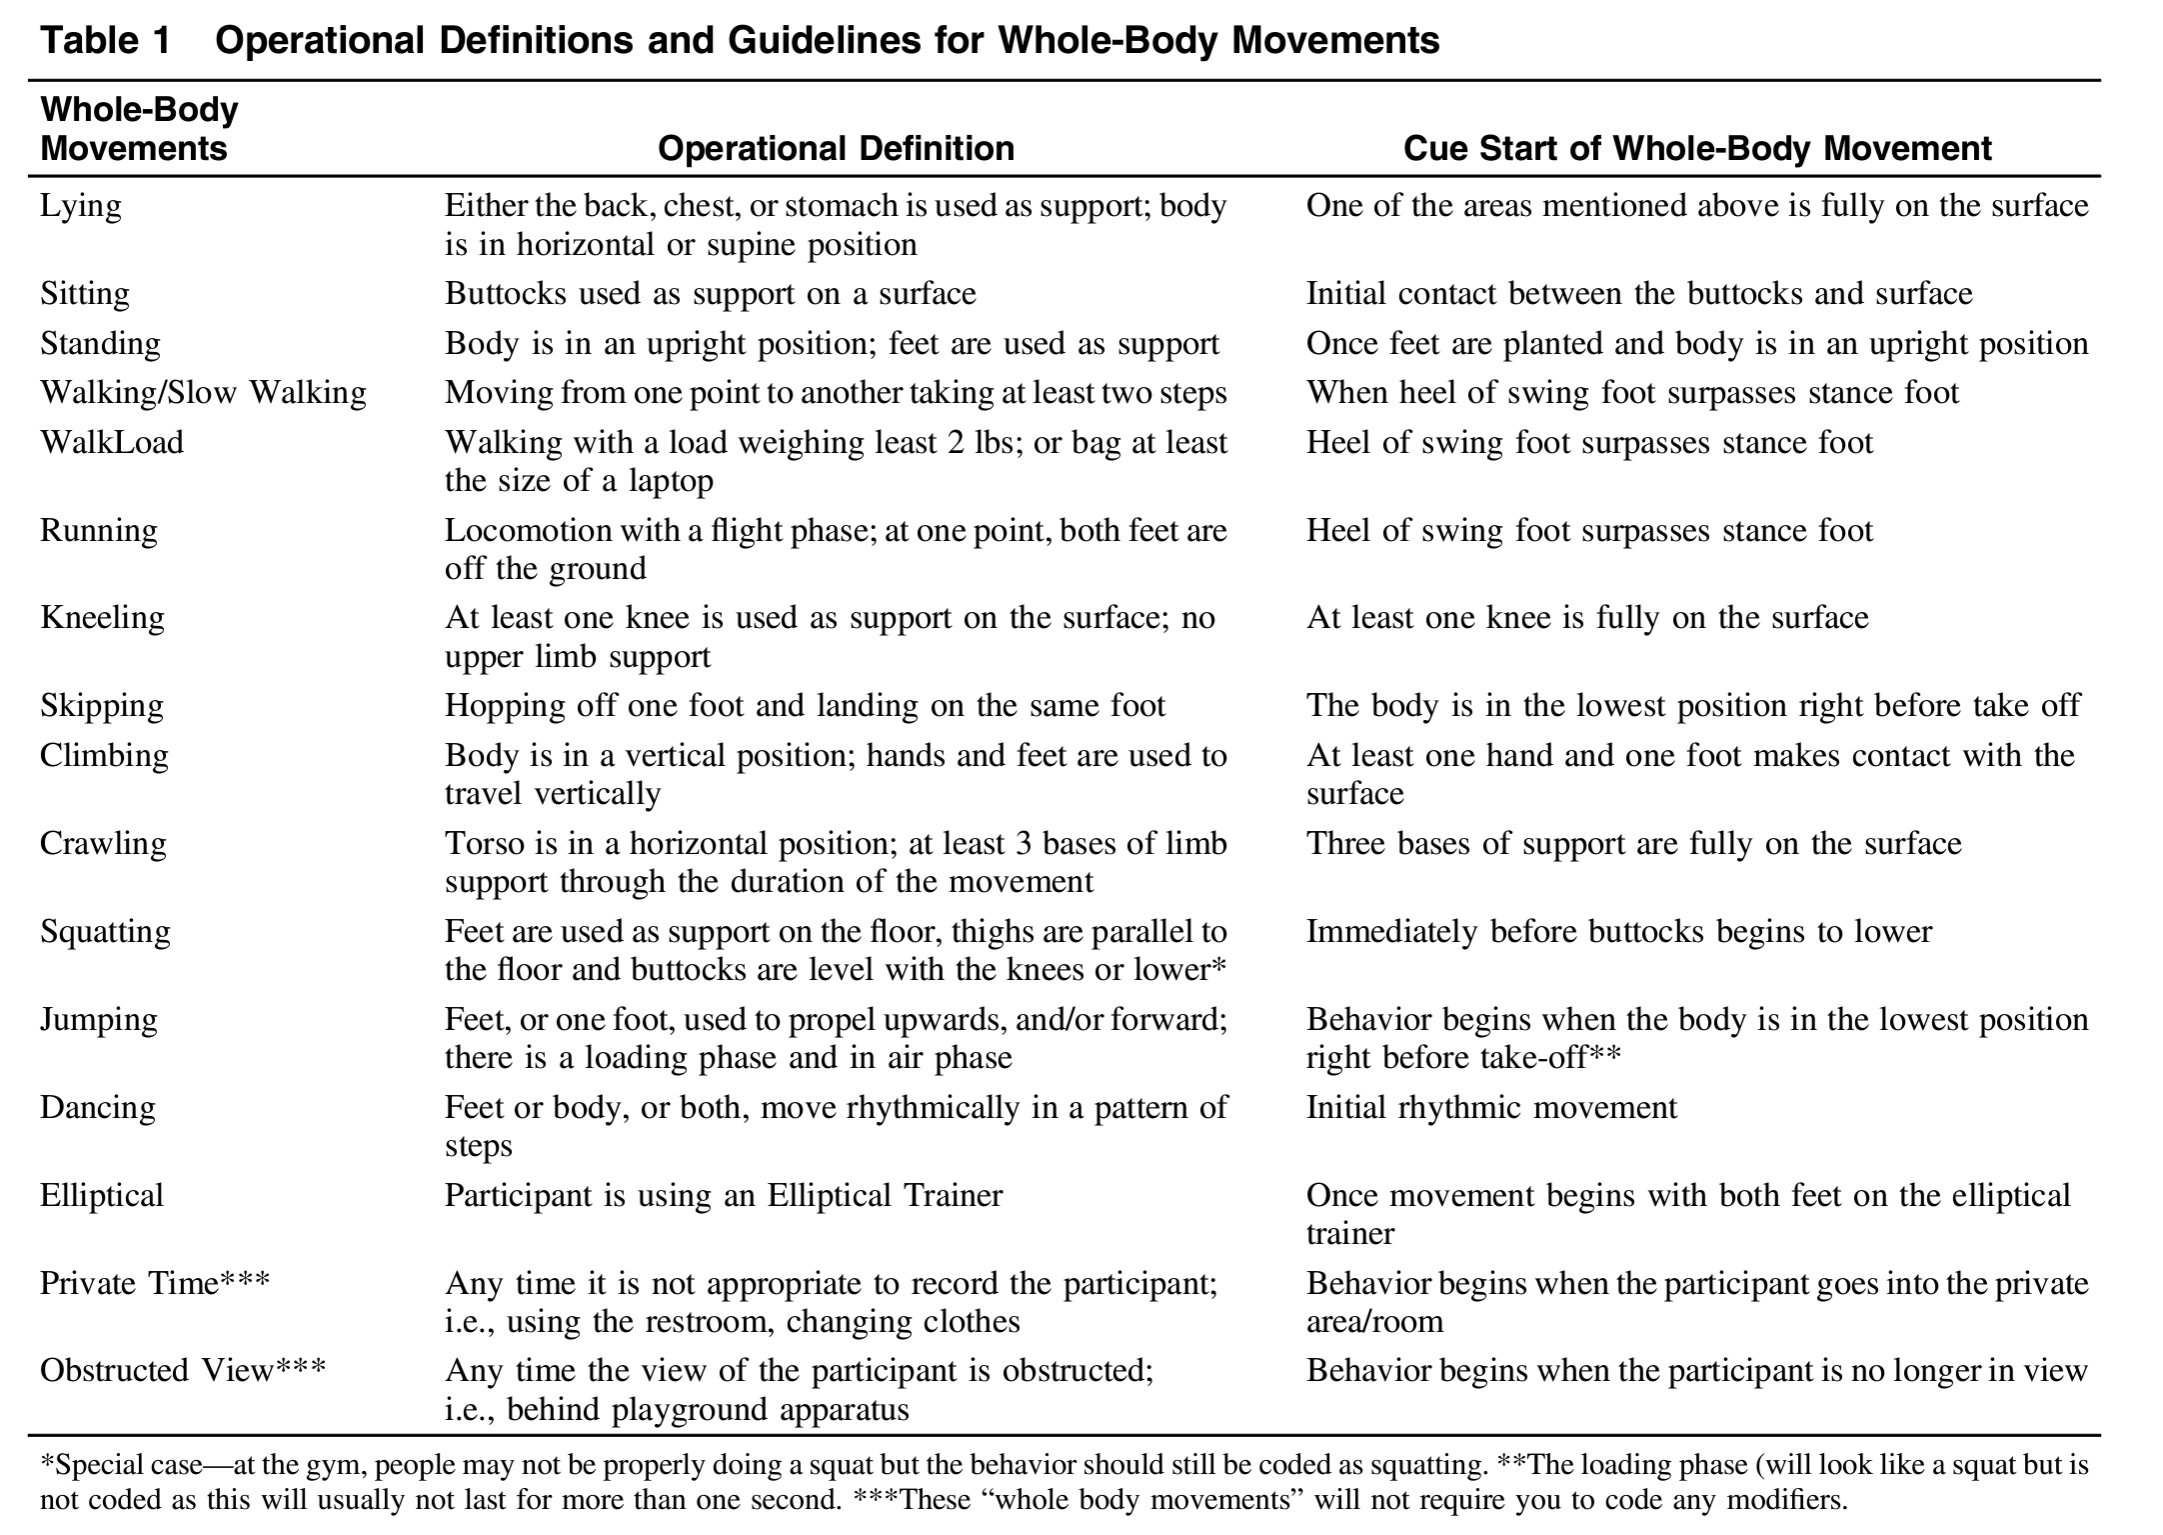 Table 1 Operational Definitions and Guidelines for Whole-Body Movements
Whole-Body
Movements Operational Definition Cue Start of Whole-Body Movement
Lying Either the back, chest, or stomach is used as support; body One of the areas mentioned above is fully on the surface
is in horizontal or supine position
Sitting Buttocks used as support on a surface Initial contact between the buttocks and surface
Standing Body is in an upright position; feet are used as support Once feet are planted and body is in an upright position
Walking/Slow Walking Moving from one point to another taking at least two steps When heel of swing foot surpasses stance foot
WalkLoad Walking with a load weighing least 2 lbs; or bag at least Heel of swing foot surpasses stance foot
the size of a laptop
Running Locomotion with a flight phase; at one point, both feet are Heel of swing foot surpasses stance foot
off the ground
Kneeling At least one knee is used as support on the surface; no At least one knee is fully on the surface
upper limb support
Skipping Hopping off one foot and landing on the same foot The body is in the lowest position right before take off
Climbing Body is in a vertical position; hands and feet are used to At least one hand and one foot makes contact with the
travel vertically surface
Crawling Torso is in a horizontal position; at least 3 bases of limb Three bases of support are fully on the surface
support through the duration of the movement
Squatting Feet are used as support on the floor, thighs are parallel to Immediately before buttocks begins to lower
the floor and buttocks are level with the knees or lower*
Jumping Feet, or one foot, used to propel upwards, and/or forward; Behavior begins when the body is in the lowest position
there is a loading phase and in air phase right before take-off**
Dancing Feet or body, or both, move rhythmically in a pattern of Initial rhythmic movement
steps
Elliptical Participant is using an Elliptical Trainer Once movement begins with both feet on the elliptical
trainer
Private Time*** Any time it is not appropriate to record the participant; Behavior begins when the participant goes into the private
i.e., using the restroom, changing clothes area/room
Obstructed View*** Any time the view of the participant is obstructed; Behavior begins when the participant is no longer in view
i.e., behind playground apparatus
*Special case—at the gym, people may not be properly doing a squat but the behavior should still be coded as squatting. **The loading phase (will look like a squat but is
not coded as this will usually not last for more than one second. ***These “whole body movements” will not require you to code any modifiers.